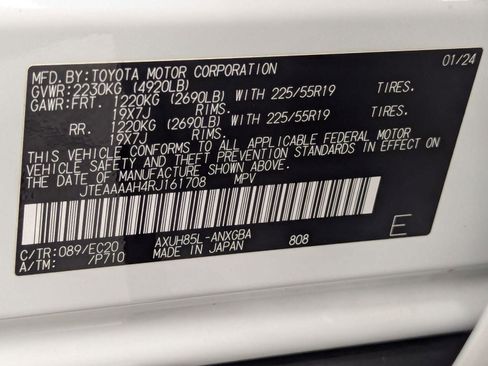 MFD.BY:TOYOTA MOTOR CORPORATION 01/24
GVWR:2230KG (4920LB)
GAWR:FRT. 1220KG (2690LB) WITH 225/55R19 TIRES.
19X7J RIMS.
RR. 1220KG (2690LB) WITH 225/55R19 TIRES.
19X7J RIMS.
THIS VEHICLE CONFORMS TO ALL APPLICABLE FEDERAL MOTOR
VEHICLE SAFETY AND THEFT PREVENTION STANDARDS IN EFFECT
ON THE DATE OF MANUFACTURE SHOWN ABOVE.
JTEAAAAH4RJ161708 MPV
C/TR:089/EC20 AXUH85L-ANXGBA
A/TM: /P710 MADE IN JAPAN 808
E